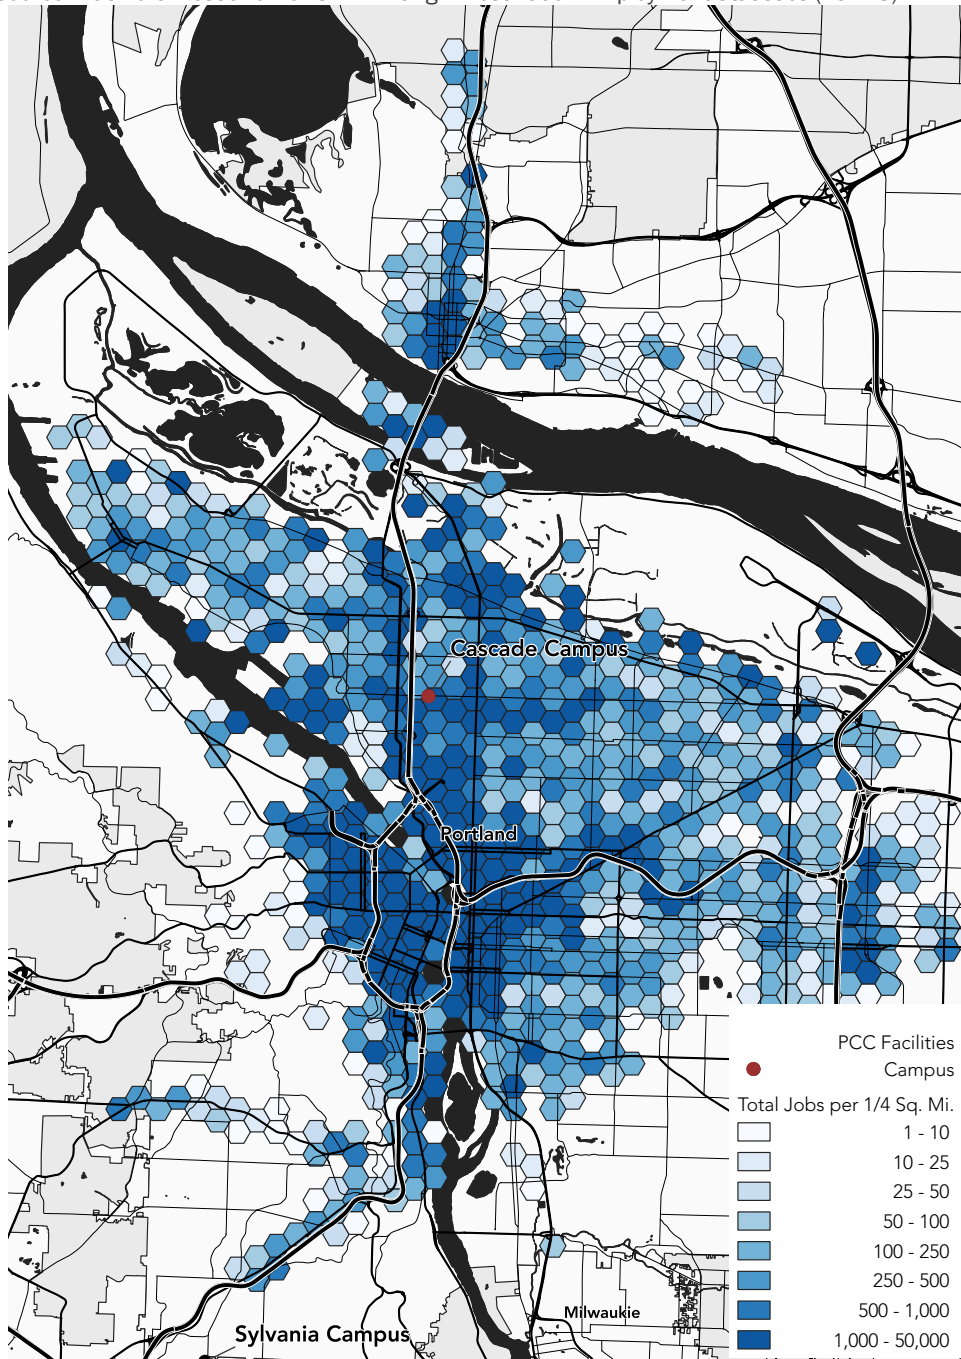 Cascade Campus
Portland
PCC Facilities
Campus
Total Jobs per 1/4 Sq. Mi.
1 - 10
10 - 25
25 - 50
50 - 100
100 - 250
250 - 500
500 - 1,000
1,000 - 50,000
Milwaukie
Sylvania Campus